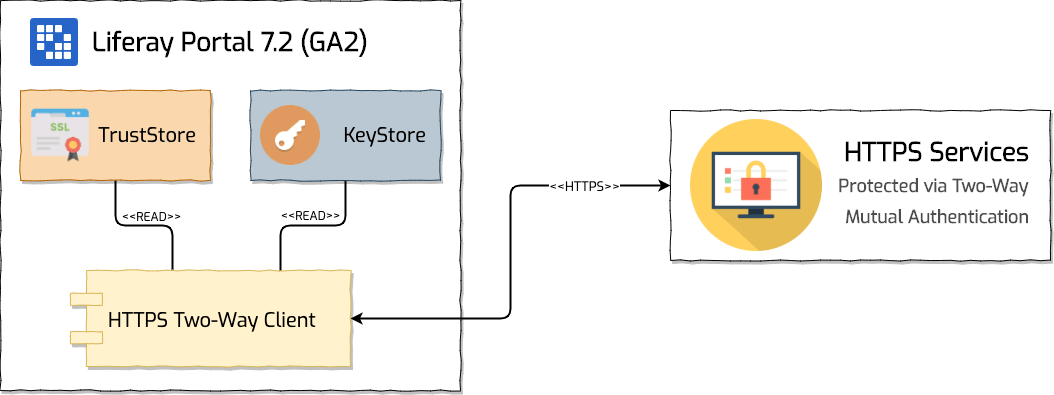 Liferay Portal 7.2 (GA2)
SSL
TrustStore
KeyStore
<<READ>>
<<READ>>
HTTPS Two-Way Client
<<HTTPS>>
HTTPS Services
Protected via Two-Way
Mutual Authentication